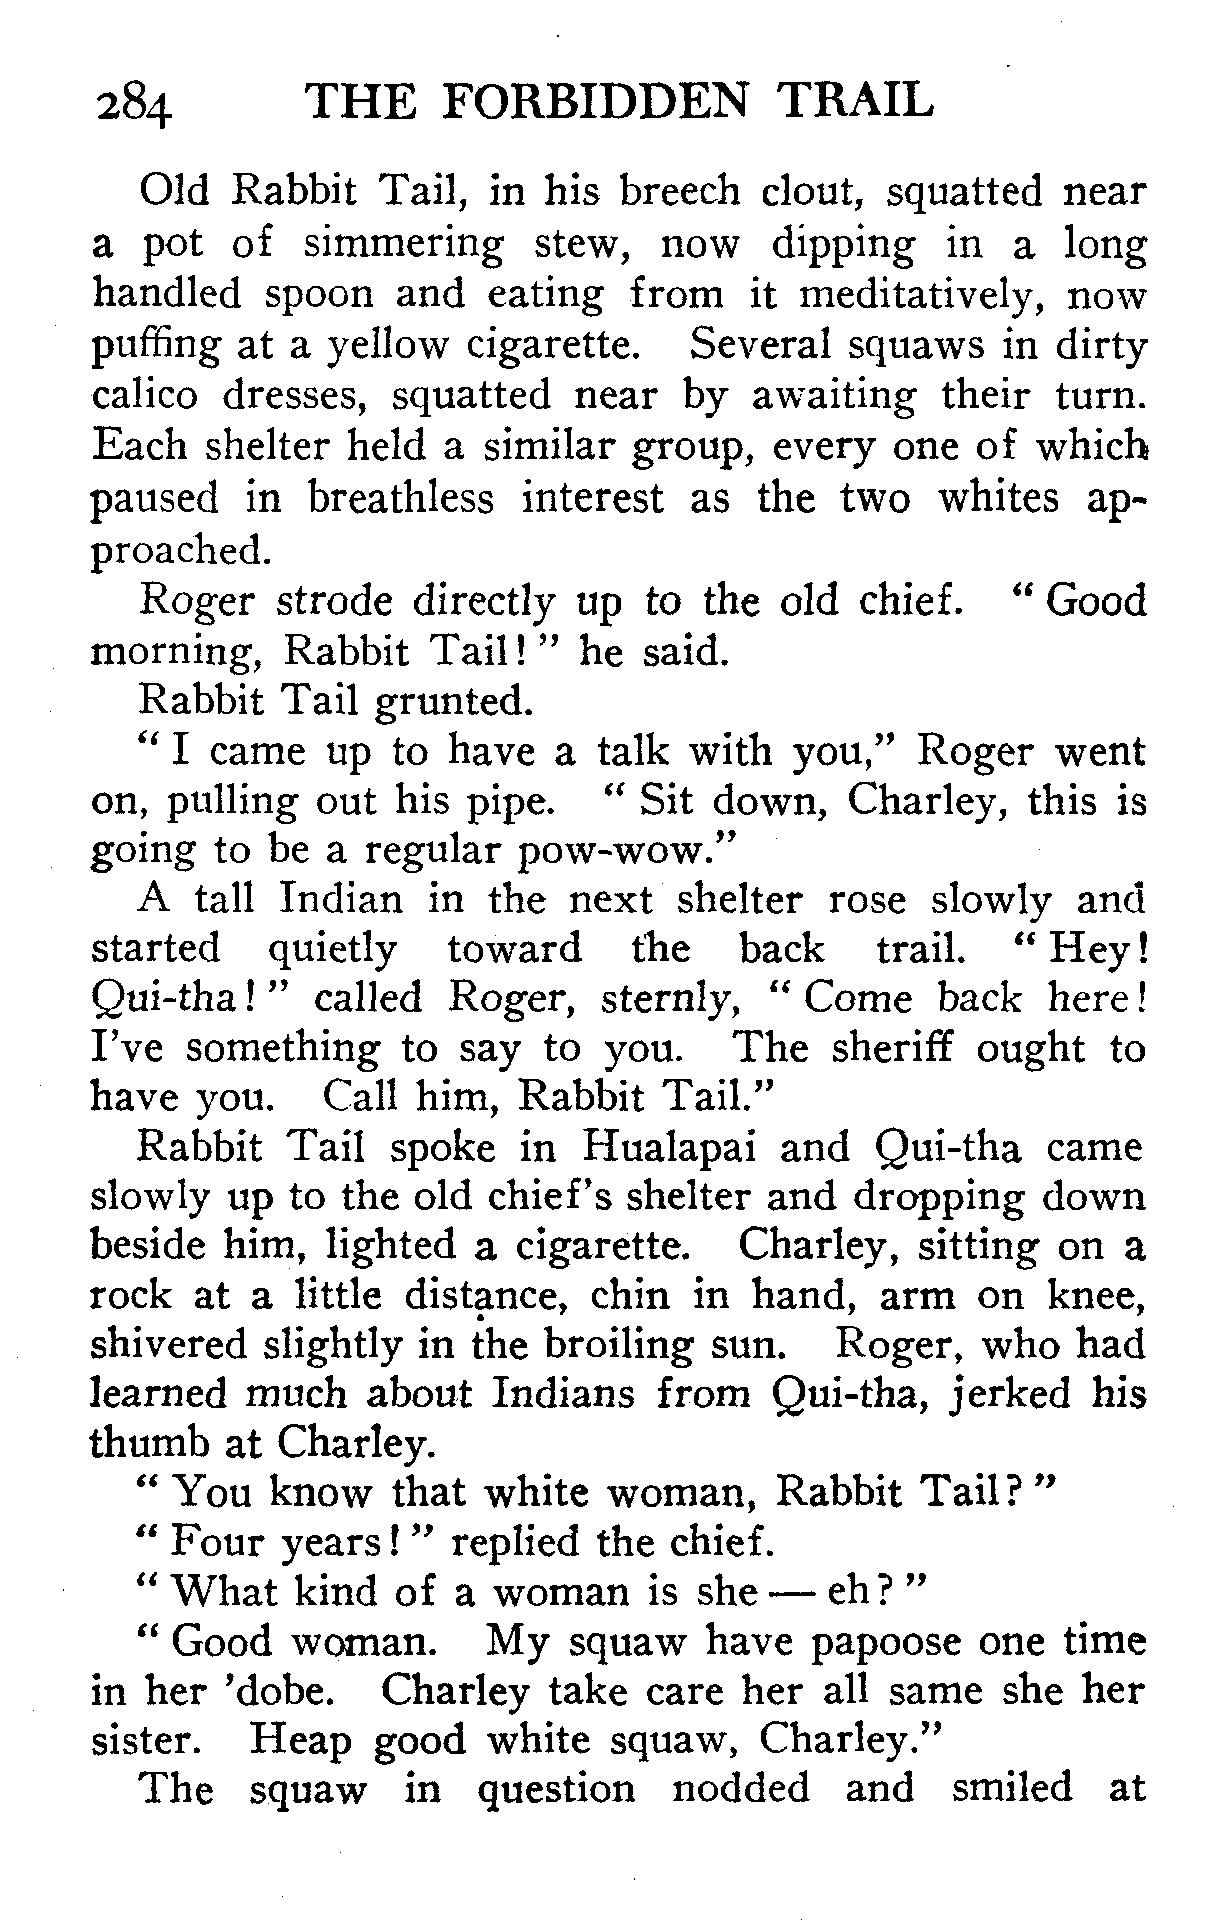 284 THE FORBIDDEN TRAIL
Old Rabbit Tail, in his breech clout, squatted near
a pot of simmering stew, now dipping in a long
handled spoon and eating from it meditatively, now
puffing at a yellow cigarette. Several squaws in dirty
calico dresses, squatted near by awaiting their turn.
Each shelter held a similar group, every one of which
paused in breathless interest as the two whites ap-
proached.
Roger strode directly up to the old chief. “ Good
morning, Rabbit Tail! ” he said.
Rabbit Tail grunted.
“ I came up to have a talk with you,” Roger went
on, pulling out his pipe. “ Sit down, Charley, this is
going to be a regular pow-wow.”
A tall Indian in the next shelter rose slowly and
started quietly toward the back trail. “ Hey!
Qui-tha! ” called Roger, sternly, “ Come back here!
I’ve something to say to you. The sheriff ought to
have you. Call him, Rabbit Tail.”
Rabbit Tail spoke in Hualapai and Qui-tha came
slowly up to the old chief’s shelter and dropping down
beside him, lighted a cigarette. Charley, sitting on a
rock at a little distance, chin in hand, arm on knee,
shivered slightly in the broiling sun. Roger, who had
learned much about Indians from Qui-tha, jerked his
thumb at Charley.
“ You know that white woman, Rabbit Tail? ”
“ Four years! ” replied the chief.
“ What kind of a woman is she — eh? ”
“ Good woman. My squaw have papoose one time
in her ’dobe. Charley take care her all same she her
sister. Heap good white squaw, Charley.”
The squaw in question nodded and smiled at